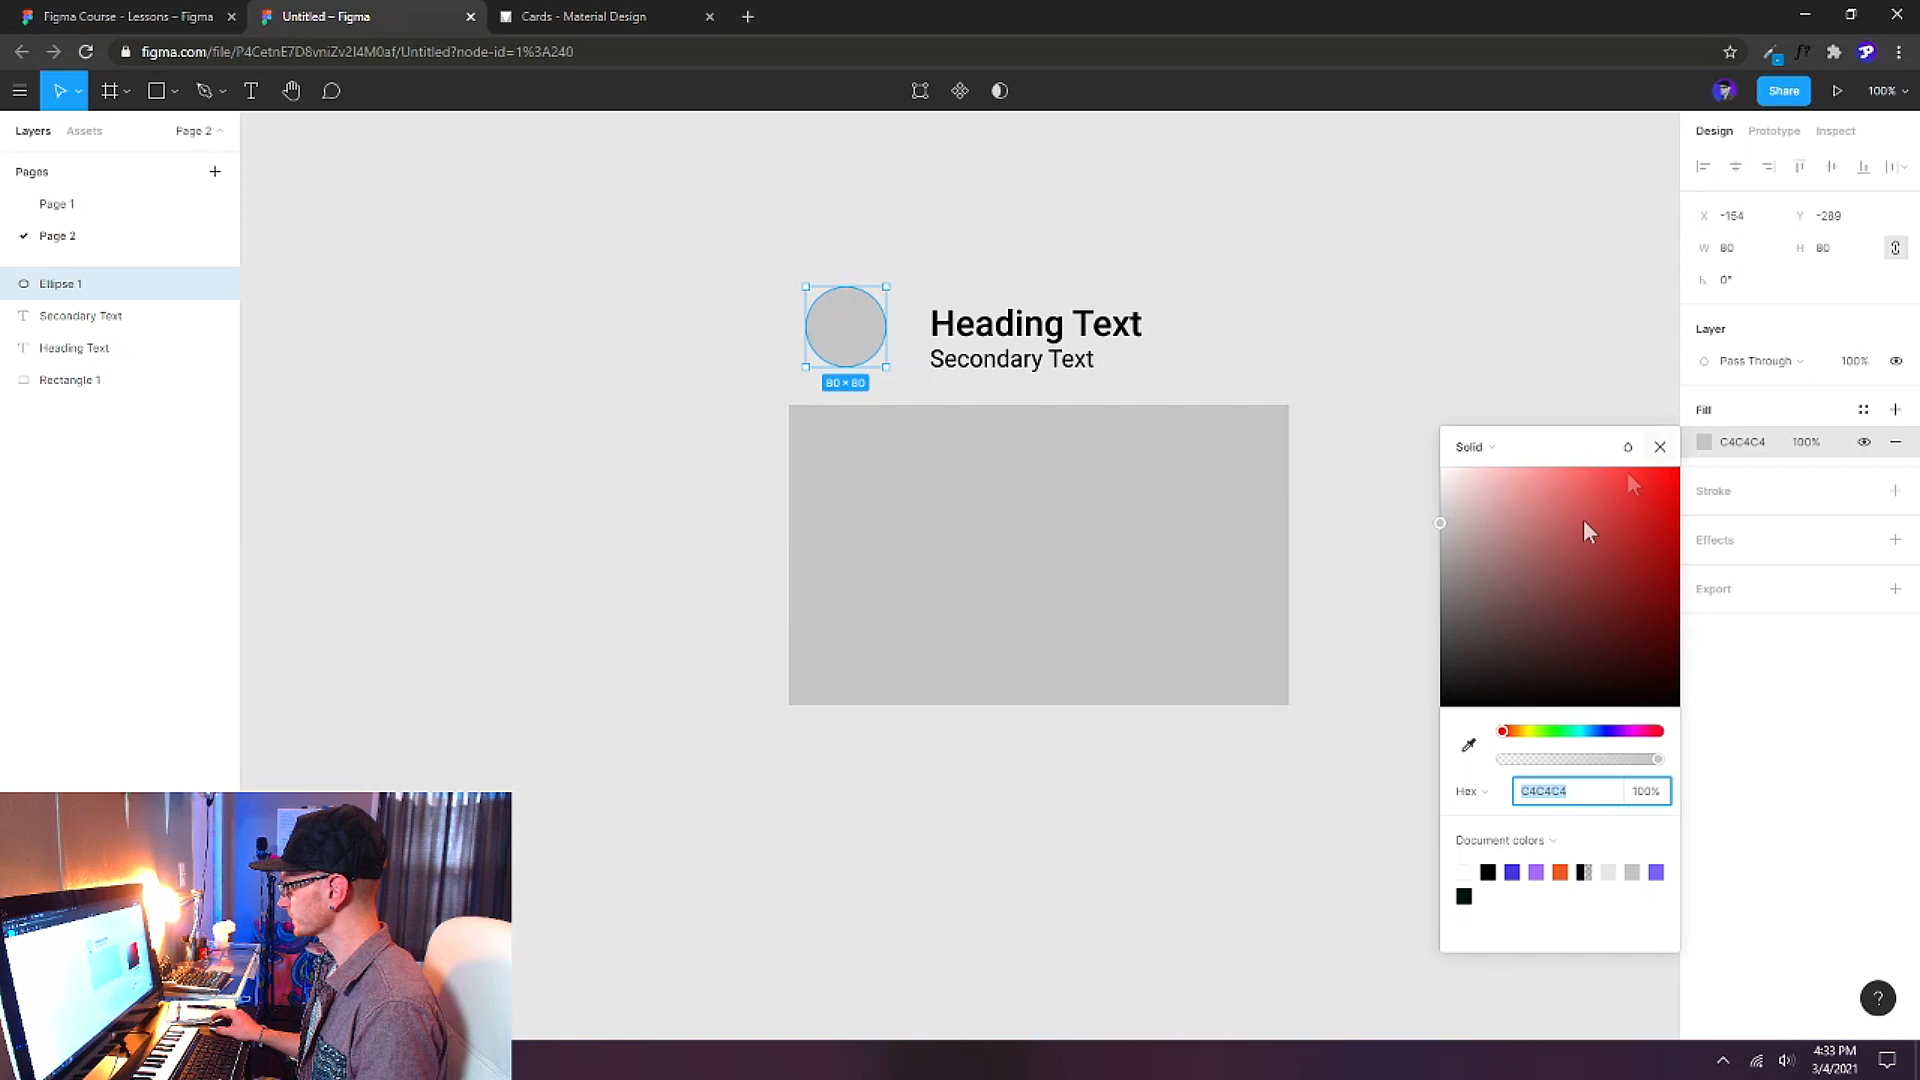 Figma Course - Lessons – Figma
Untitled – Figma
Cards - Material Design
figma.com/file/P4CetnE7D8vniZv2I4M0af/Untitled?node-id=1%3A240
Share
100%
Layers
Assets
Page 2
Pages
Page 1
Page 2
Ellipse 1
Secondary Text
Heading Text
Rectangle 1
Heading Text
Secondary Text
80 × 80
Design
Prototype
Inspect
X -154
Y -289
W 80
H 80
0°
Layer
Pass Through
100%
Fill
C4C4C4
100%
Stroke
Effects
Export
Solid
Hex
C4C4C4
100%
Document colors
?
4:33 PM
3/4/2021